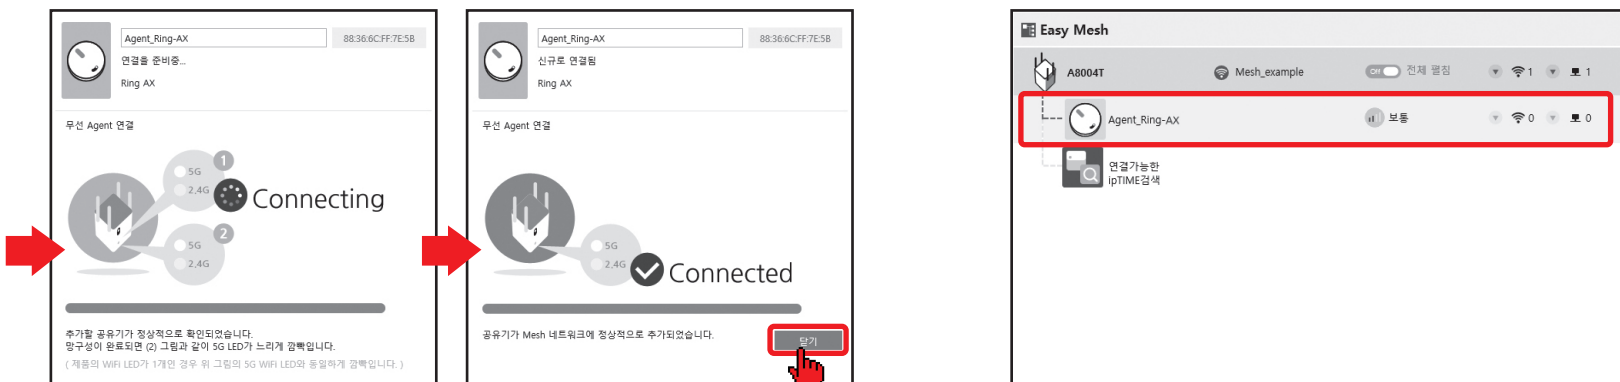 Agent_Ring-AX
88:36:6C:FF:7E:5B
연결을 준비중...
Ring AX
무선 Agent 연결
1
5G
2.4G
Connecting
2
5G
2.4G
추가할 공유기가 정상적으로 확인되었습니다.
망구성이 완료되면 (2) 그림과 같이 5G LED가 느리게 깜빡입니다.
( 제품의 WiFi LED가 1개인 경우 위 그림의 5G WiFi LED와 동일하게 깜빡입니다. )
Agent_Ring-AX
88:36:6C:FF:7E:5B
신규로 연결됨
Ring AX
무선 Agent 연결
5G
2.4G
Connected
공유기가 Mesh 네트워크에 정상적으로 추가되었습니다.
닫기
Easy Mesh
A8004T
Mesh_example
Off 전체 펼침
1
1
Agent_Ring-AX
보통
0
0
연결가능한
ipTIME검색